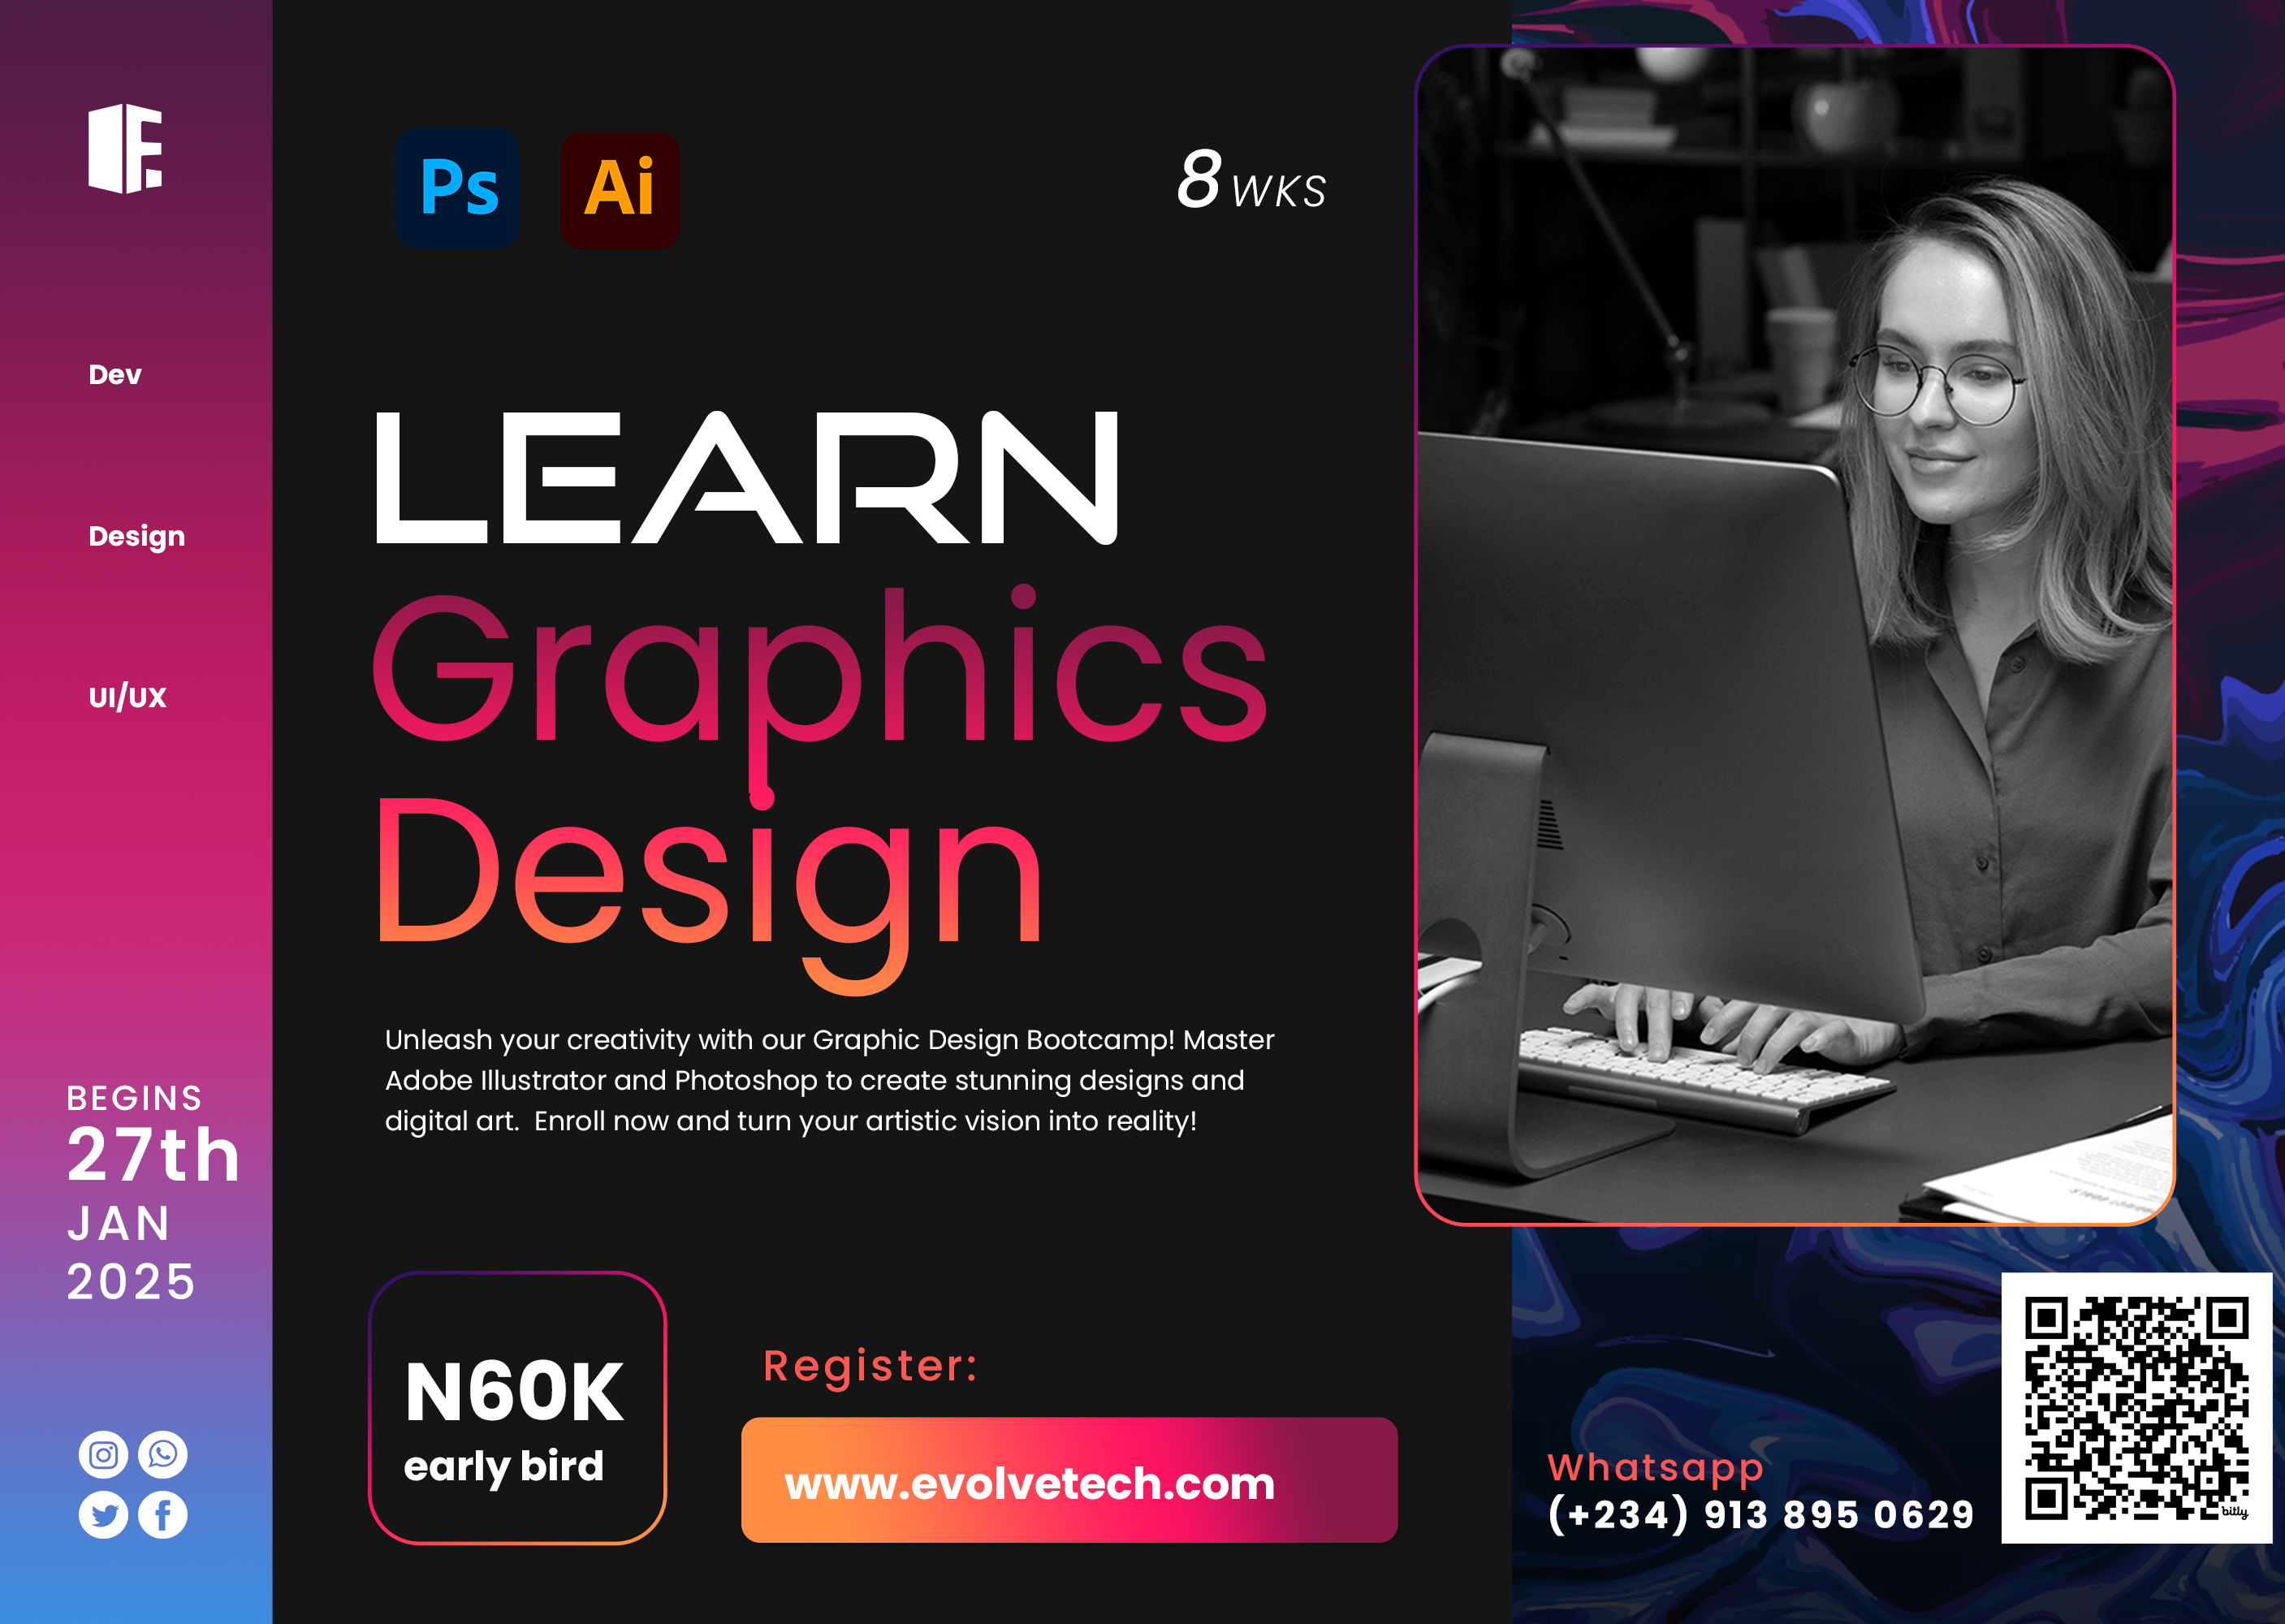 Ps Ai
8 WKS
Dev
Design
UI/UX
LEARN
Graphics
Design
Unleash your creativity with our Graphic Design Bootcamp! Master
Adobe Illustrator and Photoshop to create stunning designs and
digital art.  Enroll now and turn your artistic vision into reality!
BEGINS
27th
JAN
2025
N60K
early bird
Register:
www.evolvetech.com
Whatsapp
(+234) 913 895 0629
bitly